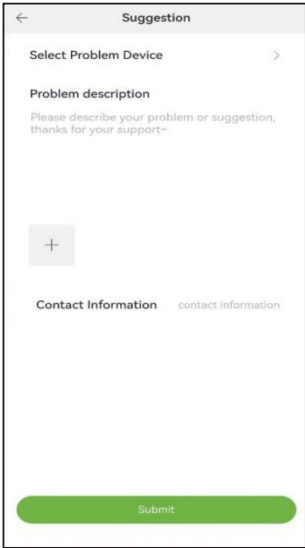 Suggestion
Select Problem Device
Problem description
Please describe your problem or suggestion,
thanks for your support~
Contact Information contact information
Submit